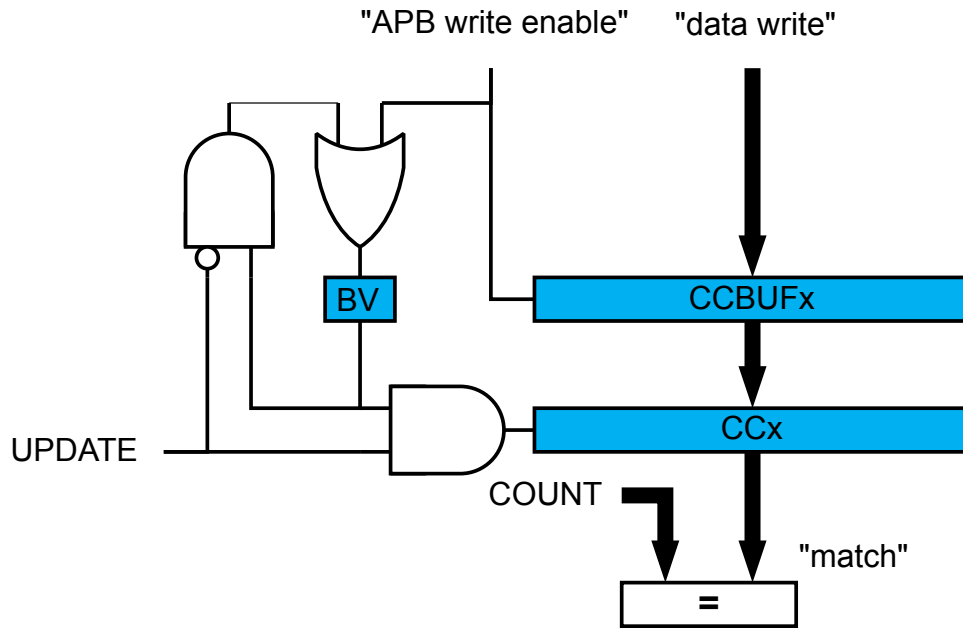 "APB write enable"
"data write"
BV
CCBUFx
UPDATE
CCx
COUNT
"match"
=